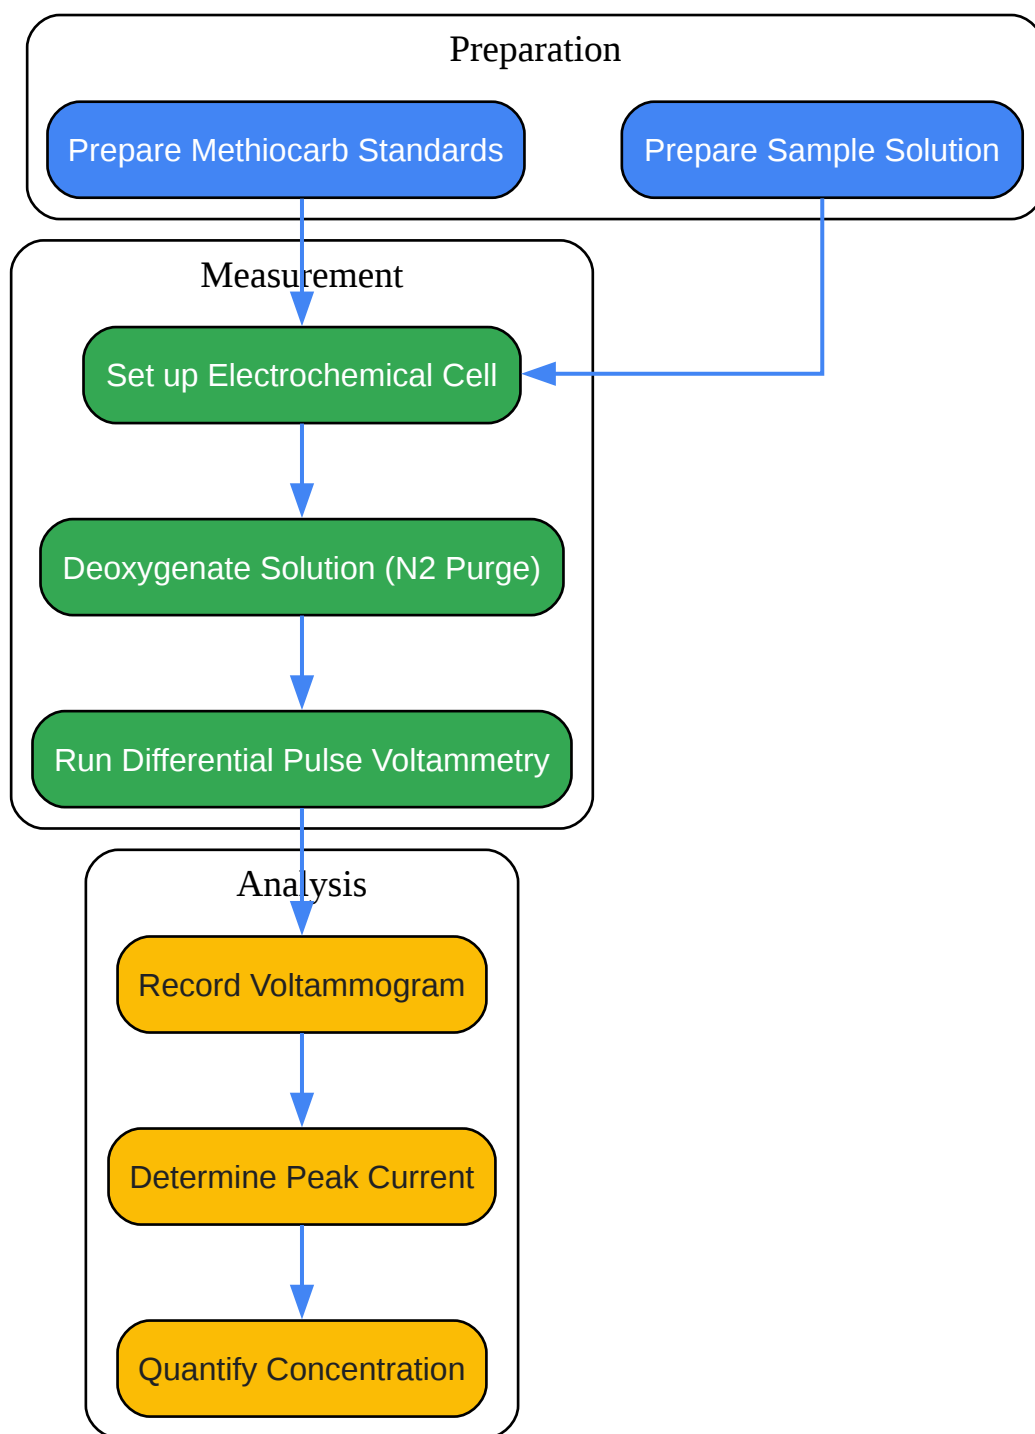 Preparation
Prepare Methiocarb Standards
Prepare Sample Solution
Measurement
Set up Electrochemical Cell
Deoxygenate Solution (N2 Purge)
Run Differential Pulse Voltammetry
Analysis
Record Voltammogram
Determine Peak Current
Quantify Concentration